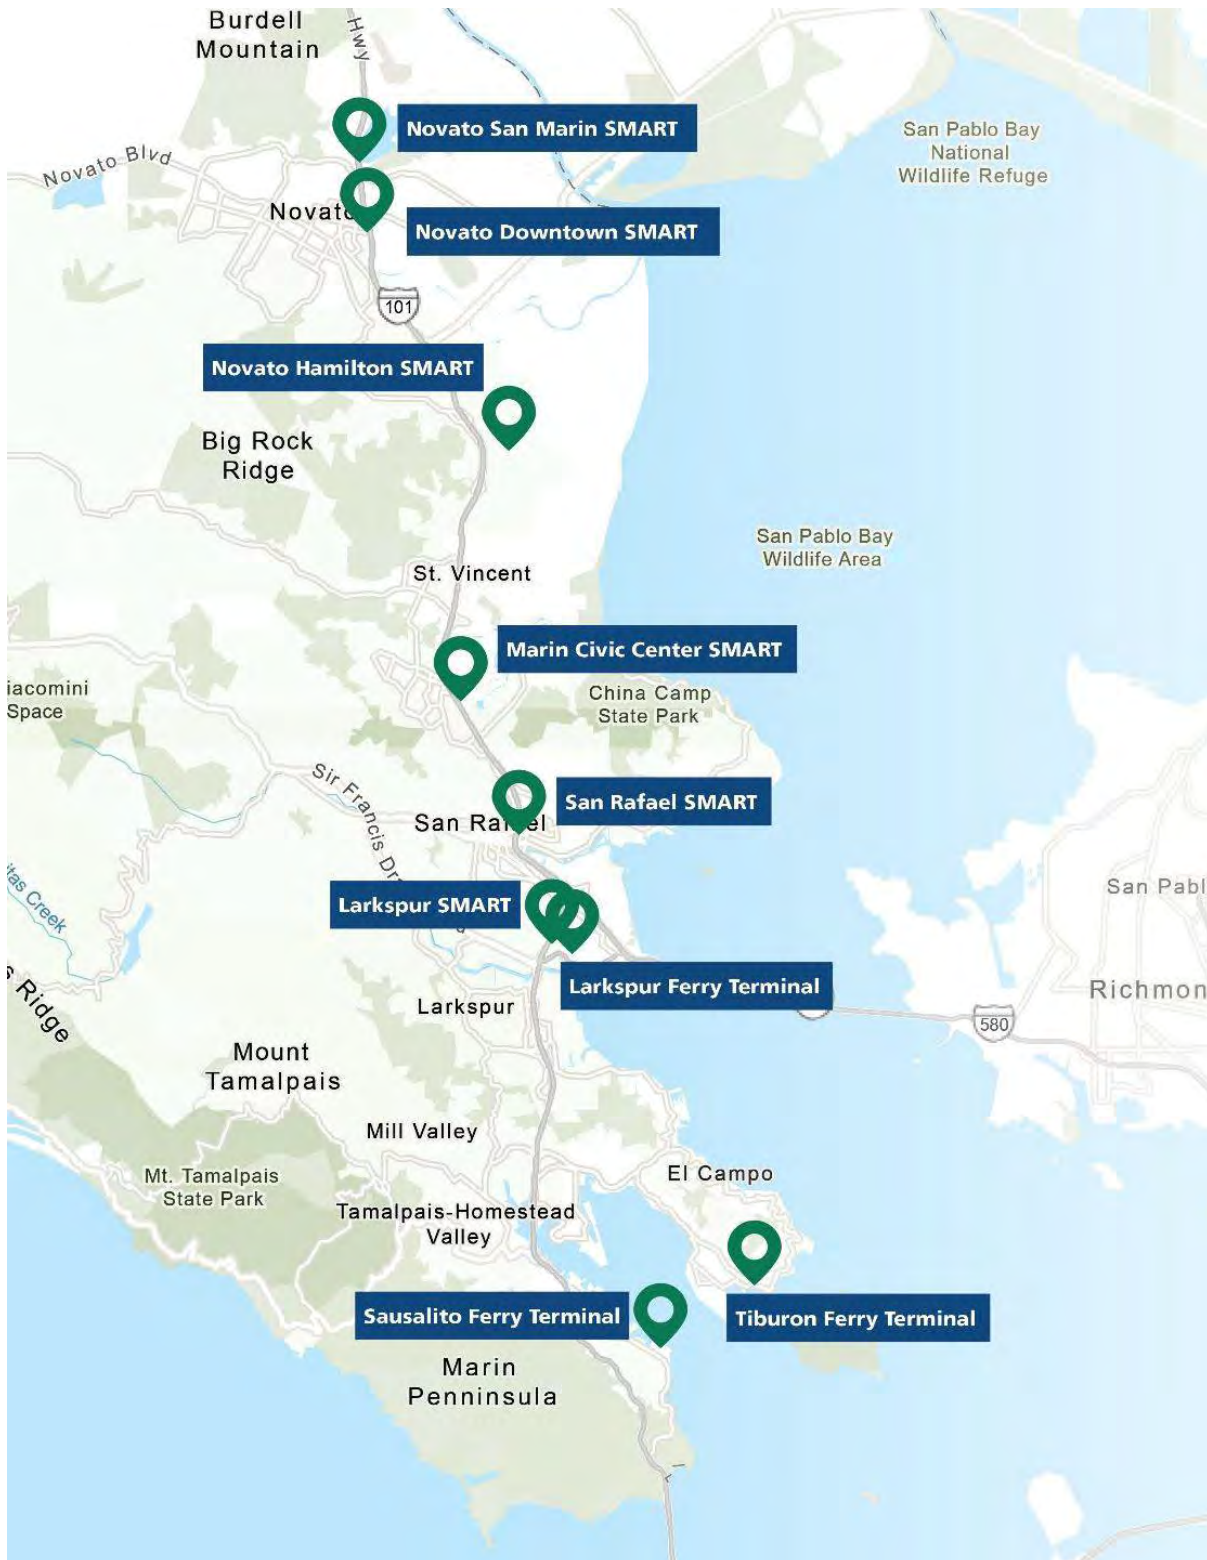 Burdell
Mountain
Hwy
Novato San Marin SMART
San Pablo Bay
National
Wildlife Refuge
Novato Blvd
Novato
Novato Downtown SMART
101
Novato Hamilton SMART
Big Rock
Ridge
San Pablo Bay
Wildlife Area
St. Vincent
Marin Civic Center SMART
iacomini
Space
China Camp
State Park
Sir Francis Dr
San Rafael SMART
San Ra el
itas Creek
Larkspur SMART
San Pabl
Larkspur Ferry Terminal
Richmon
s Ridge
Larkspur
580
Mount
Tamalpais
Mill Valley
Mt. Tamalpais
State Park
El Campo
Tamalpais-Homestead
Valley
Sausalito Ferry Terminal
Tiburon Ferry Terminal
Marin
Penninsula